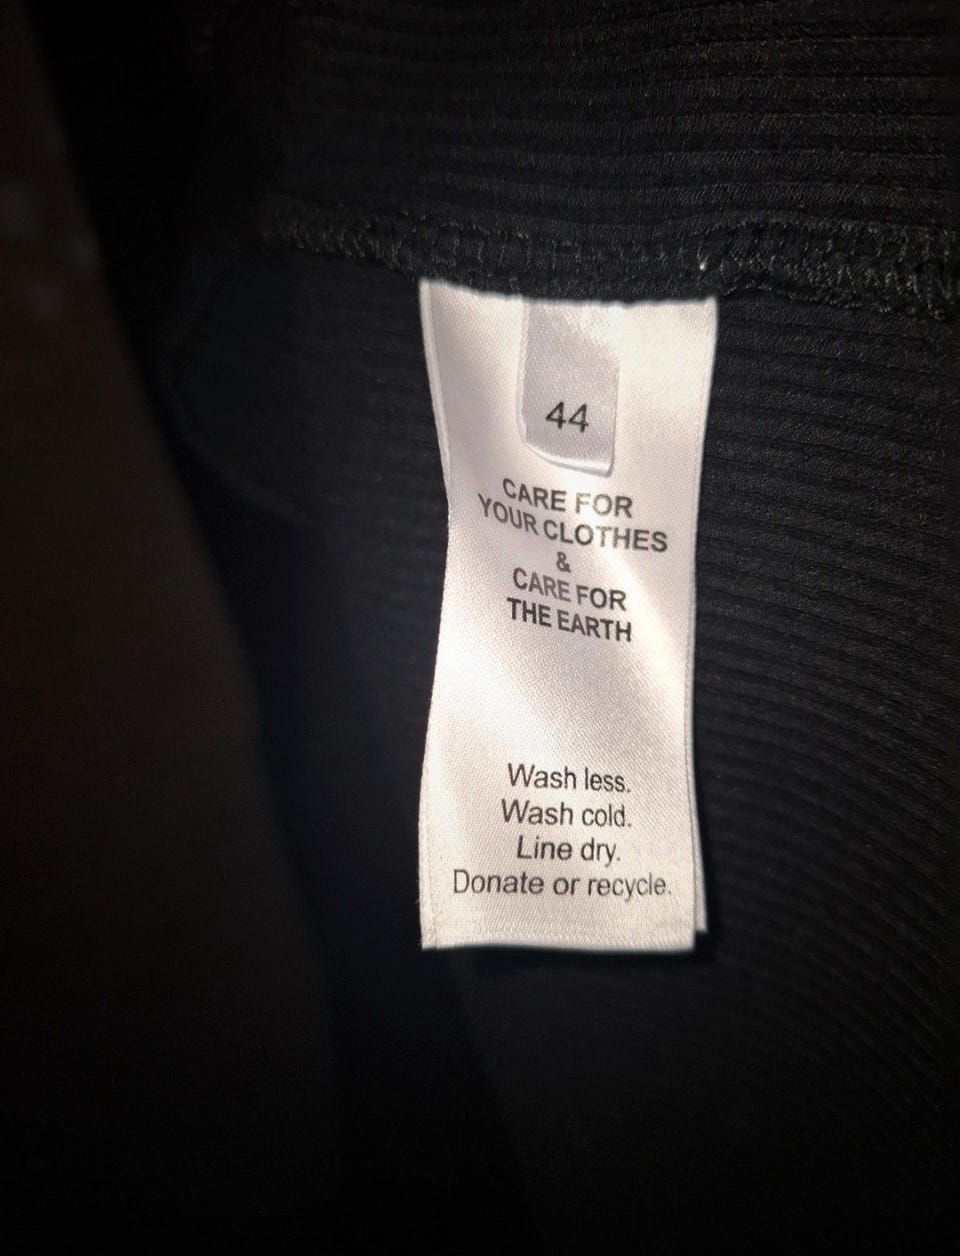 44
CARE FOR
YOUR CLOTHES
&
CARE FOR
THE EARTH
Wash less.
Wash cold.
Line dry.
Donate or recycle.